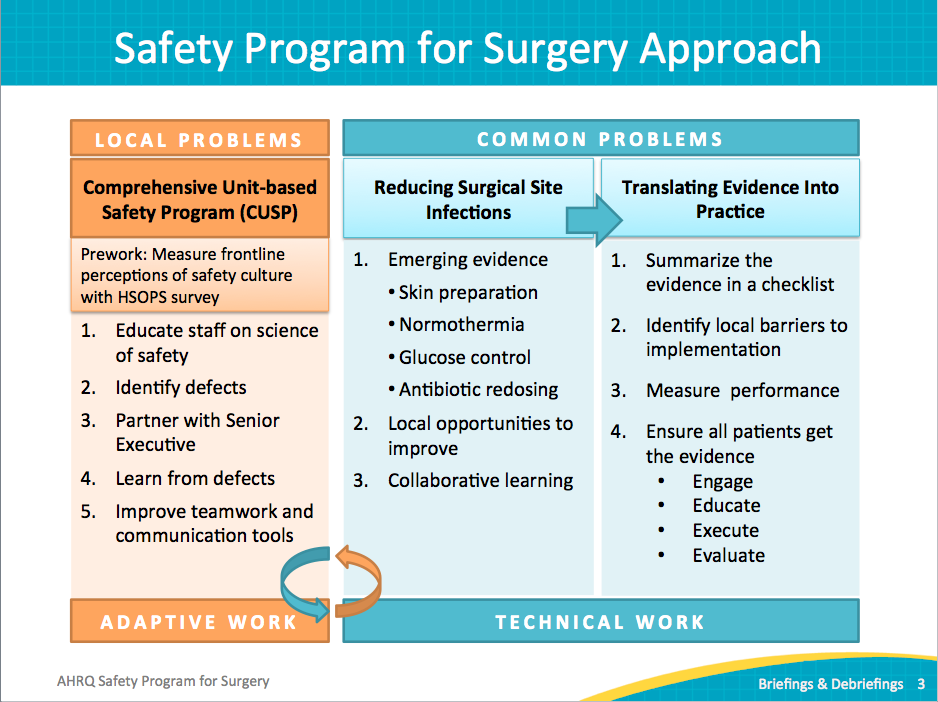 Safety Program for Surgery Approach
LOCAL PROBLEMS
Comprehensive Unit-based
Safety Program (CUSP)
Prework: Measure frontline
perceptions of safety culture
with HSOPS survey
1. Educate staff on science
of safety
2. Identify defects
3. Partner with Senior
Executive
4. Learn from defects
5. Improve teamwork and
communication tools
ADAPTIVE WORK
COMMON PROBLEMS
Reducing Surgical Site
Infections
1. Emerging evidence
• Skin preparation
• Normothermia
• Glucose control
• Antibiotic redosing
2. Local opportunities to
improve
3. Collaborative learning
Translating Evidence Into
Practice
1. Summarize the
evidence in a checklist
2. Identify local barriers to
implementation
3. Measure performance
4. Ensure all patients get
the evidence
• Engage
• Educate
• Execute
• Evaluate
TECHNICAL WORK
AHRQ Safety Program for Surgery
Briefings & Debriefings 3